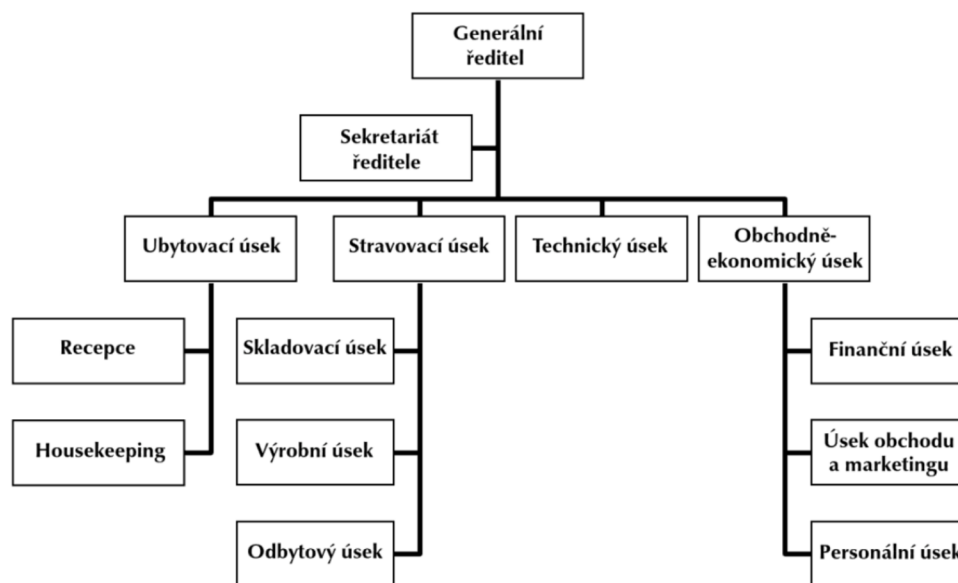 Generální
ředitel
Sekretariát
ředitele
Ubytovací úsek
Stravovací úsek
Technický úsek
Obchodně-
ekonomický úsek
Recepce
Skladovací úsek
Finanční úsek
Housekeeping
Výrobní úsek
Úsek obchodu
a marketingu
Odbytový úsek
Personální úsek